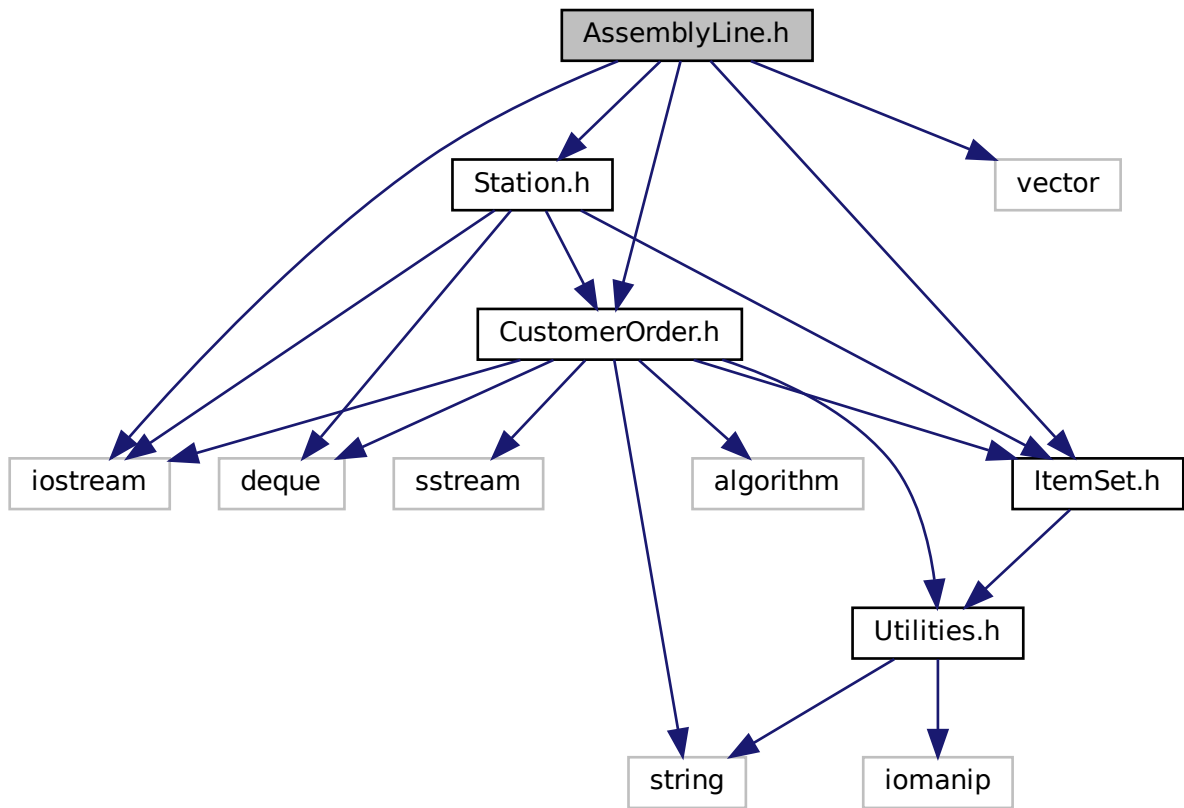 AssemblyLine.h
Station.h
vector
CustomerOrder.h
iostream
deque
sstream
algorithm
ItemSet.h
Utilities.h
string
iomanip